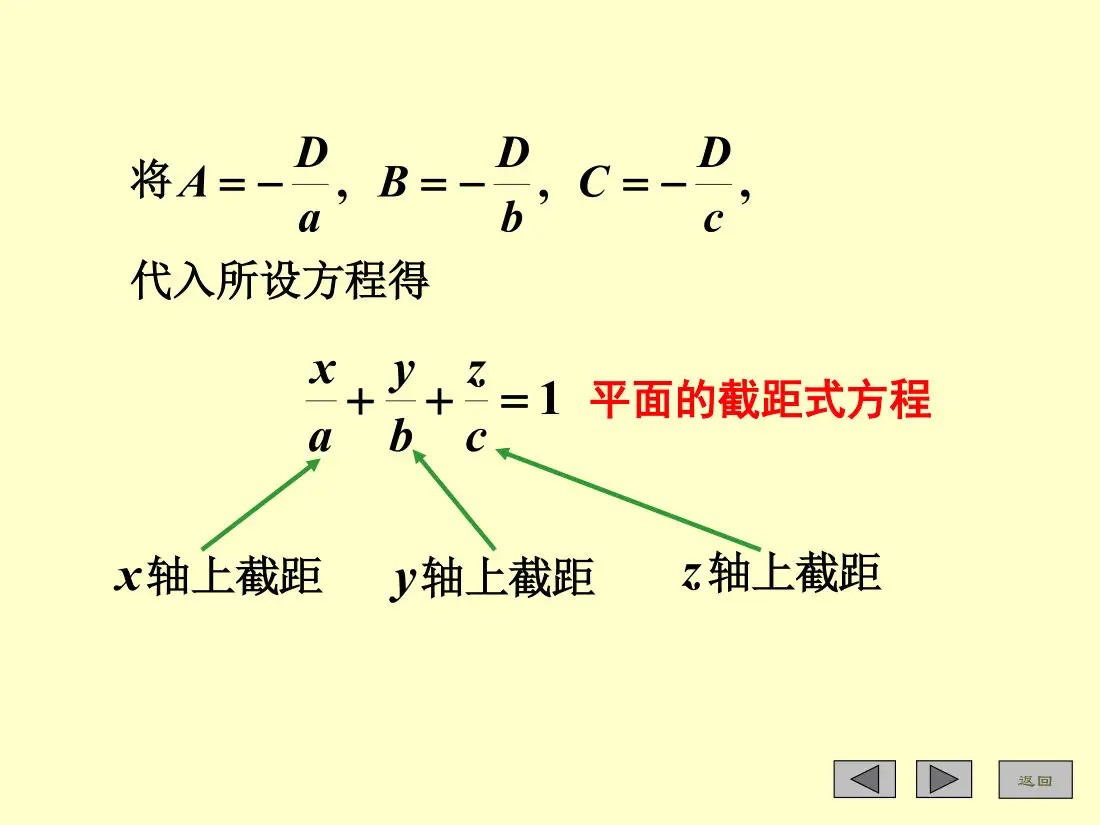 将 A = − D/a , B = − D/b , C = − D/c ,
代入所设方程得
x/a + y/b + z/c = 1 平面的截距式方程
x轴上截距 y轴上截距 z轴上截距
返回